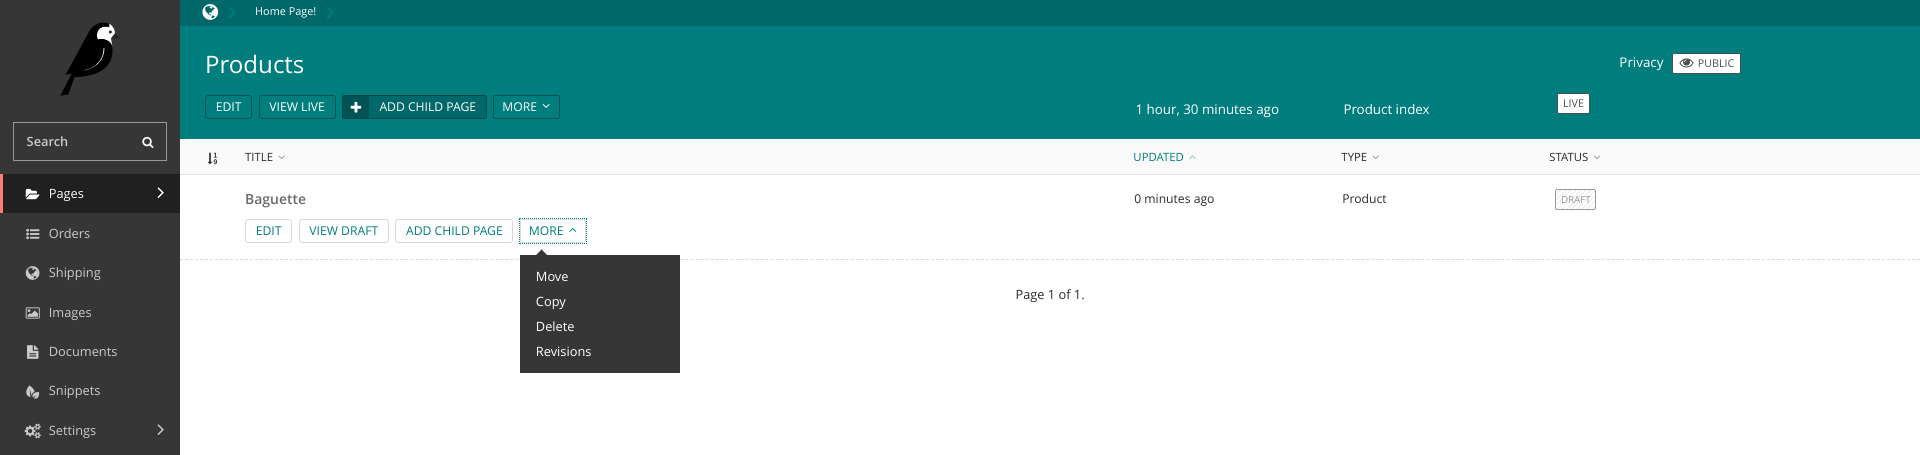 Home Page!
Products
Privacy PUBLIC
EDIT VIEW LIVE ADD CHILD PAGE MORE 1 hour, 30 minutes ago Product index LIVE
Search
TITLE UPDATED TYPE STATUS
Pages
Baguette 0 minutes ago Product DRAFT
EDIT VIEW DRAFT ADD CHILD PAGE MORE
Orders
Shipping
Images
Documents
Snippets
Settings
Move
Copy
Delete
Revisions
Page 1 of 1.